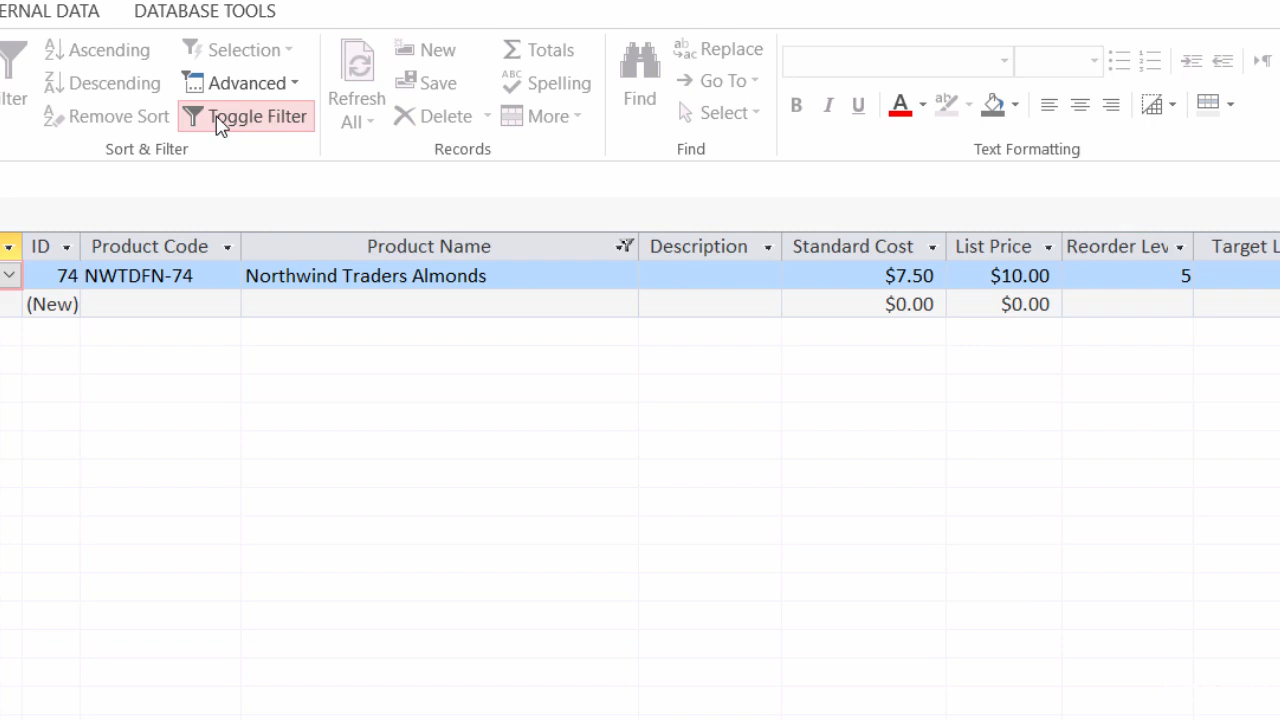 ERNAL DATA DATABASE TOOLS
Ascending Selection New Totals Replace
ilter Descending Advanced Refresh All Save Spelling Find Go To
Remove Sort Toggle Filter Delete More Select B I U A
Sort & Filter Records Find Text Formatting
ID Product Code Product Name Description Standard Cost List Price Reorder Lev Target L
74 NWTDFN-74 Northwind Traders Almonds $7.50 $10.00 5
(New) $0.00 $0.00